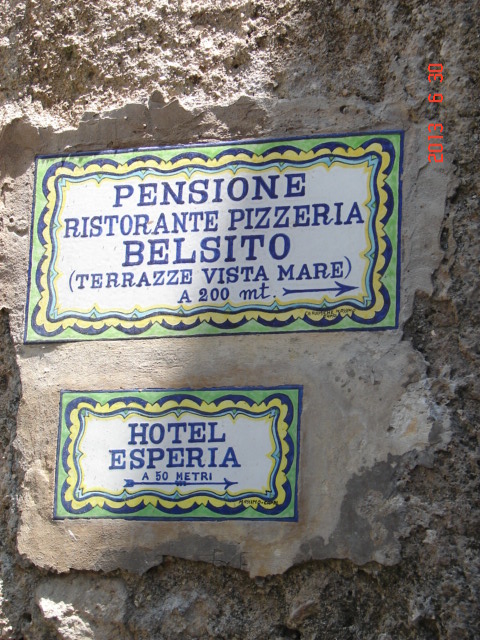 PENSIONE
RISTORANTE PIZZERIA
BELSITO
(TERRAZZE VISTA MARE)
A 200 mt.
HOTEL
ESPERIA
A 50 METRI
2013 6 30